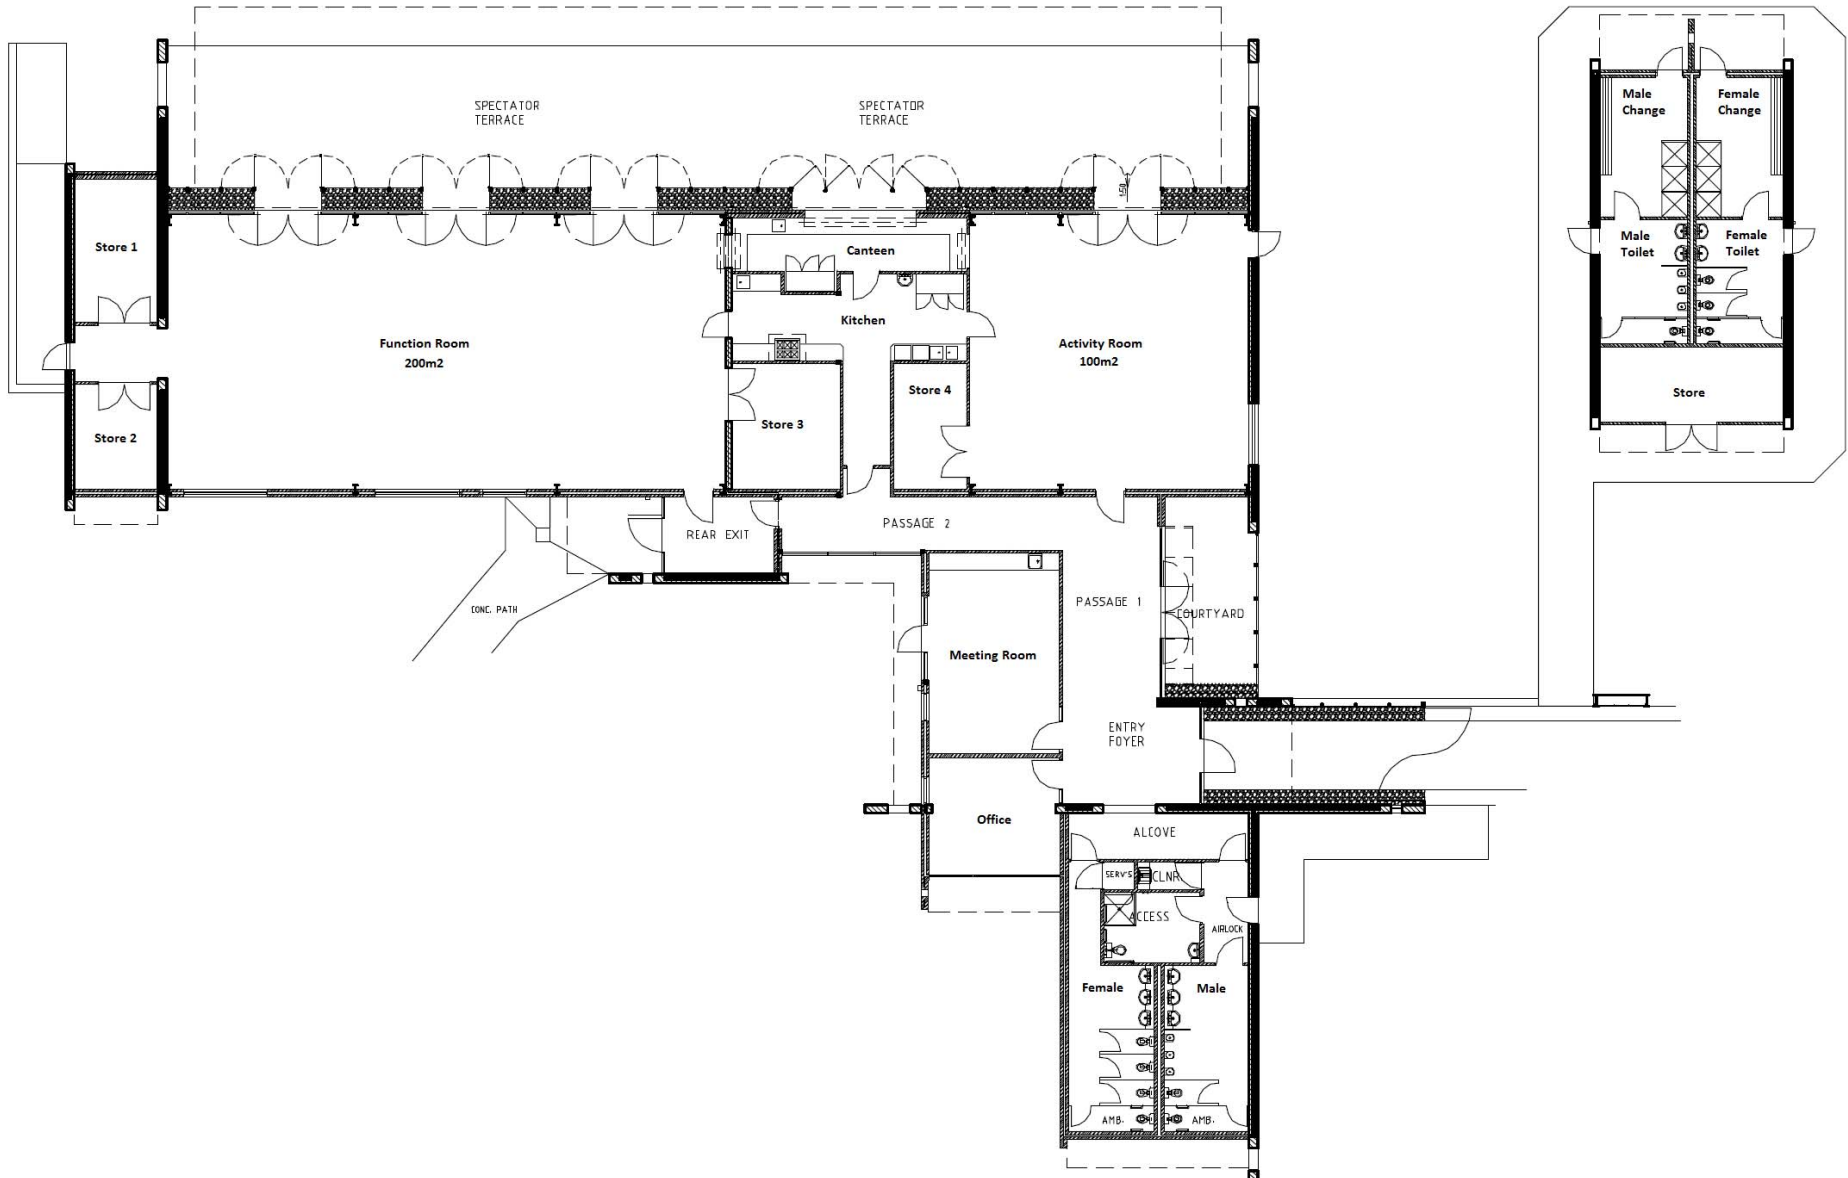 SPECTATOR
TERRACE
SPECTATOR
TERRACE
Male
Change
Female
Change
Store 1
Canteen
Male
Toilet
Female
Toilet
Kitchen
Function Room
200m2
Activity Room
100m2
Store 4
Store
Store 3
Store 2
PASSAGE 2
REAR EXIT
CONC. PATH
PASSAGE 1
COURTYARD
Meeting Room
ENTRY
FOYER
Office
ALCOVE
SERV'S
CLNR.
ACCESS
AIRLOCK
Female
Male
AMB.
AMB.